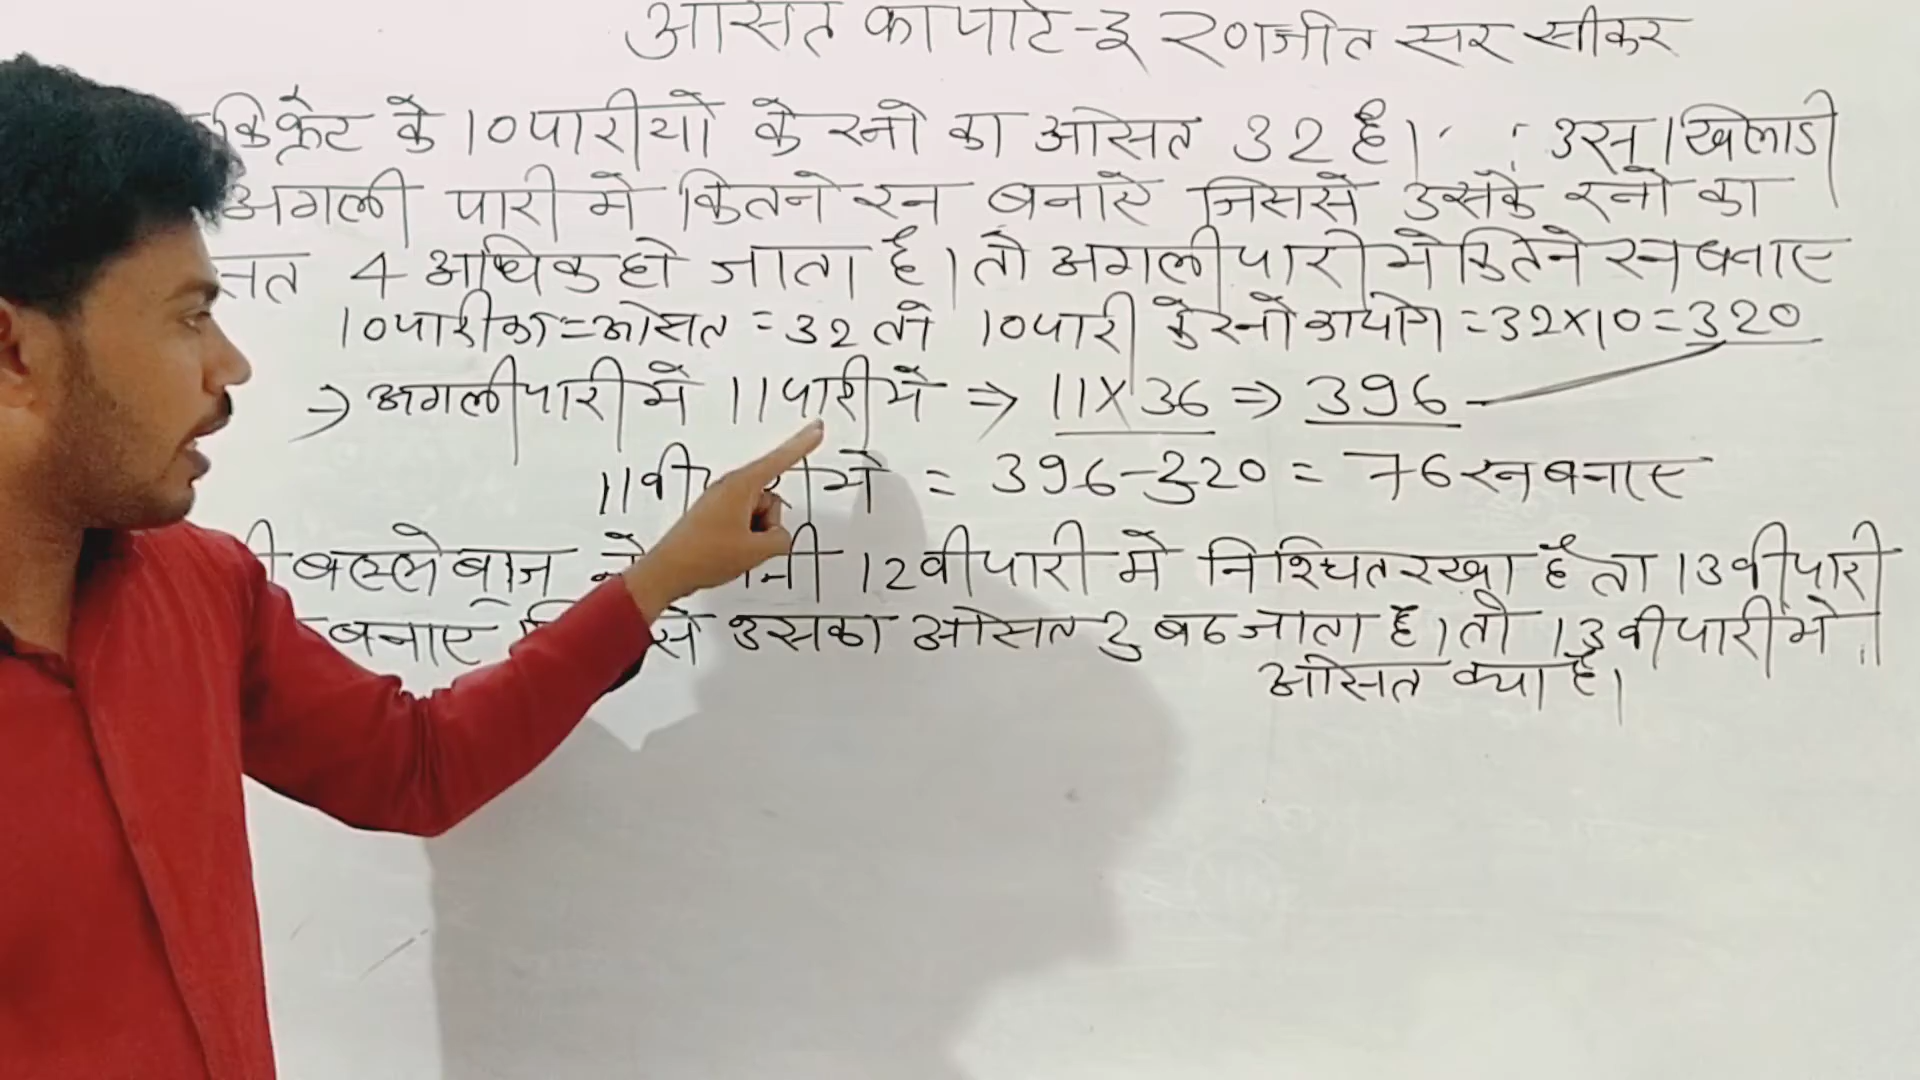 औसत का पार्ट-3 रणजीत सर सीकर
क्रिकेट के 10 पारीयो के रनो का औसत 32 है। उस खिलाडी
अगली पारी में कितने रन बनाऐ जिससे उसके रनो का
4 अधिक हो जाता है। तो अगली पारी मे कितने रन बनाए
10 पारी का = औसत = 32 तो 10 पारी के रनों का योग = 32×10 = 320
⇒ अगली पारी में 11 पारी में ⇒ 11×36 ⇒ 396
11वी में = 396-320 = 76 रन बनाए
बल्लेबाज ने 12वी पारी में निश्चित रखा है ता 13वी पारी
बनाए उसका औसत 3 बढ जाता है। तो 13वी पारी मे
औसत क्या है।